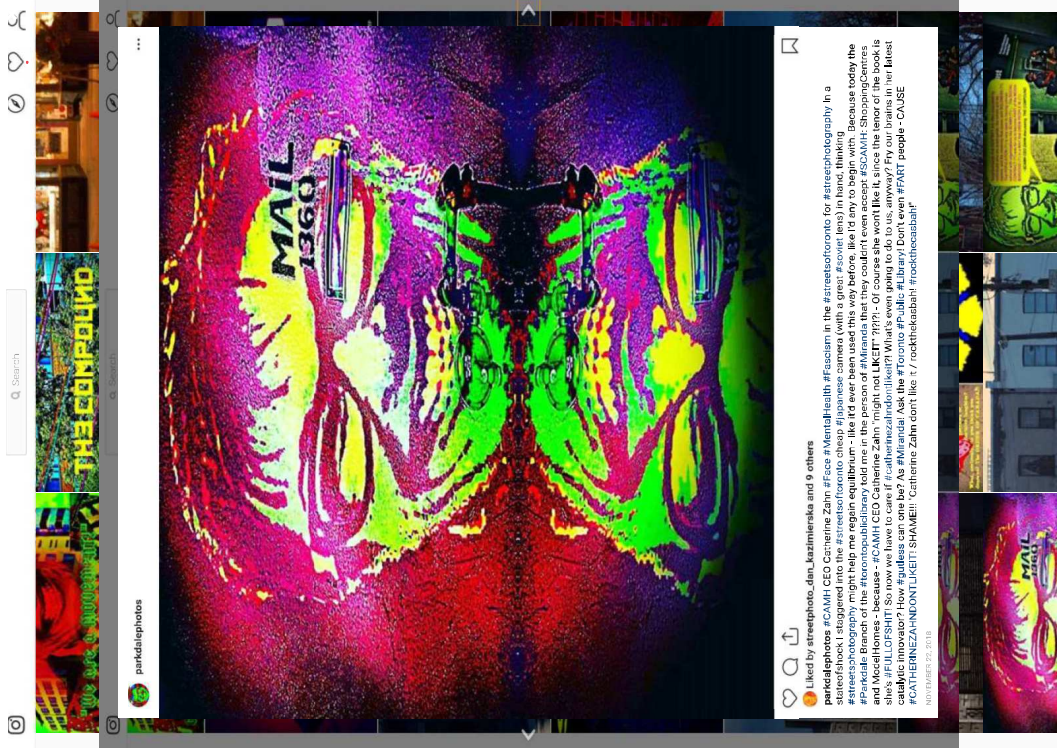 Search
THE COMPOUND
parkdalephotos
MAIL
1360
Liked by streetphoto_dan_kazimierska and 9 others
parkdalephotos #CAMH CEO Catherine Zahn #Face #MentalHealth #Fascism in the #streetsoftoronto for #streetphotography In a
stateofshock I staggered into the #streetsoftoronto cheap #japanese camera (with a great #soviet lens) in hand, thinking
#streetsphotography might help me regain equilibrium - like it'd ever been used this way before, like I'd any to begin with. Because today the
#Parkdale Branch of the #torontopubliclibrary told me in the person of #Miranda that they couldn't even accept #SCAMH: ShoppingCentres
and ModelHomes - because - #CAMH CEO Catherine Zahn "might not LIKEIT" ?!?!?! - Of course she won't like it, since the tenor of the book is
she's #FULLOFSHIT! So now we have to care if #catherinezahndontlikeit?! What's even going to do to us, anyway? Fry our brains in her latest
catalytic innovator? How #gutless can one be? As #Miranda! Ask the #Toronto #Public #Library! Don't even #FART people - CAUSE
#CATHERINEZAHNDONTLIKEIT! SHAME!!! "Catherine Zahn don't like it / rockthekasbah! #rockthecasbah!"
NOVEMBER 22, 2018
Search
MAIL
1360